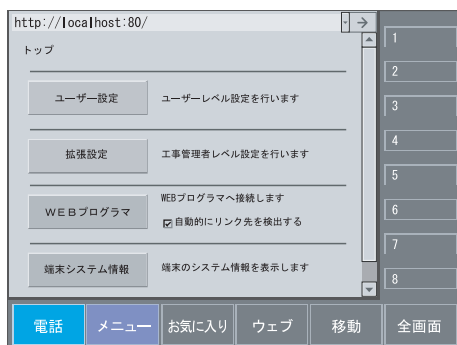 http://localhost:80/
トップ
ユーザー設定
ユーザーレベル設定を行います
拡張設定
工事管理者レベル設定を行います
WEBプログラマ
WEBプログラマへ接続します
自動的にリンク先を検出する
端末システム情報
端末のシステム情報を表示します
1
2
3
4
5
6
7
8
電話
メニュー
お気に入り
ウェブ
移動
全画面